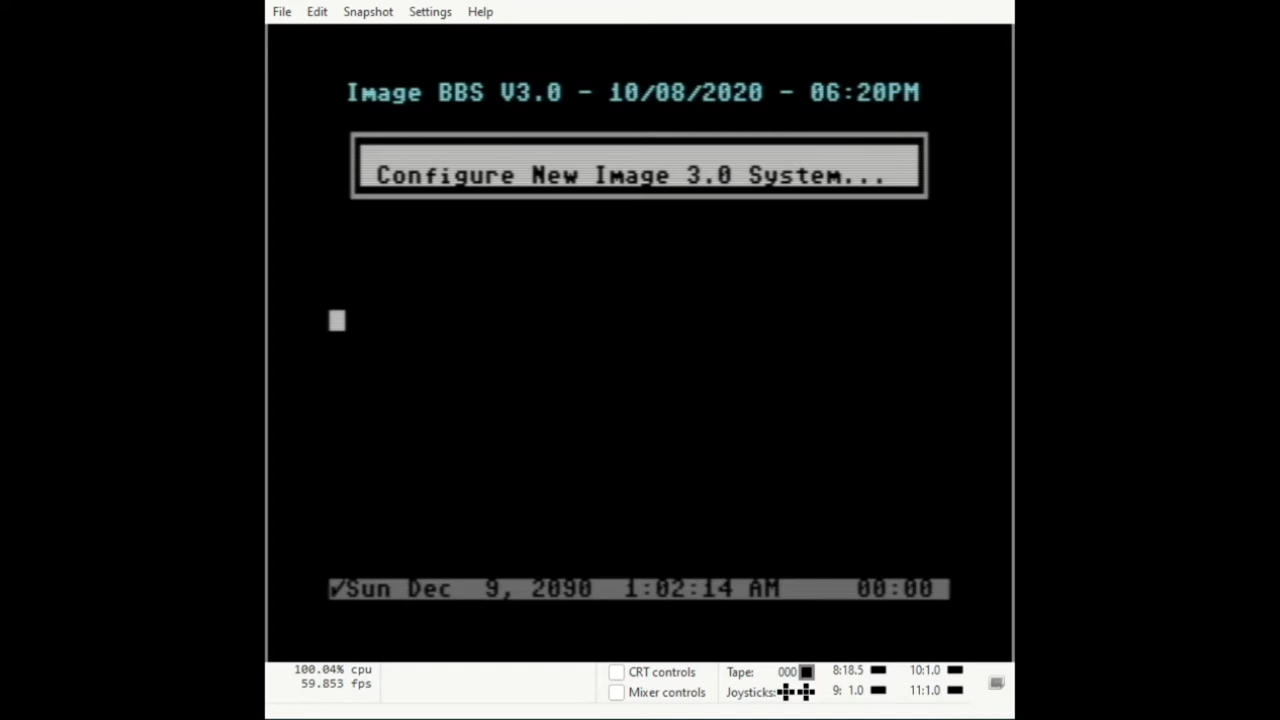 File Edit Snapshot Settings Help
Image BBS V3.0 - 10/08/2020 - 06:20PM
Configure New Image 3.0 System...
✓Sun Dec 9, 2090 1:02:14 AM 00:00
100.04% cpu
59.853 fps
CRT controls
Mixer controls
Tape: 000
Joysticks:
8:18.5 10:1.0
9: 1.0 11:1.0